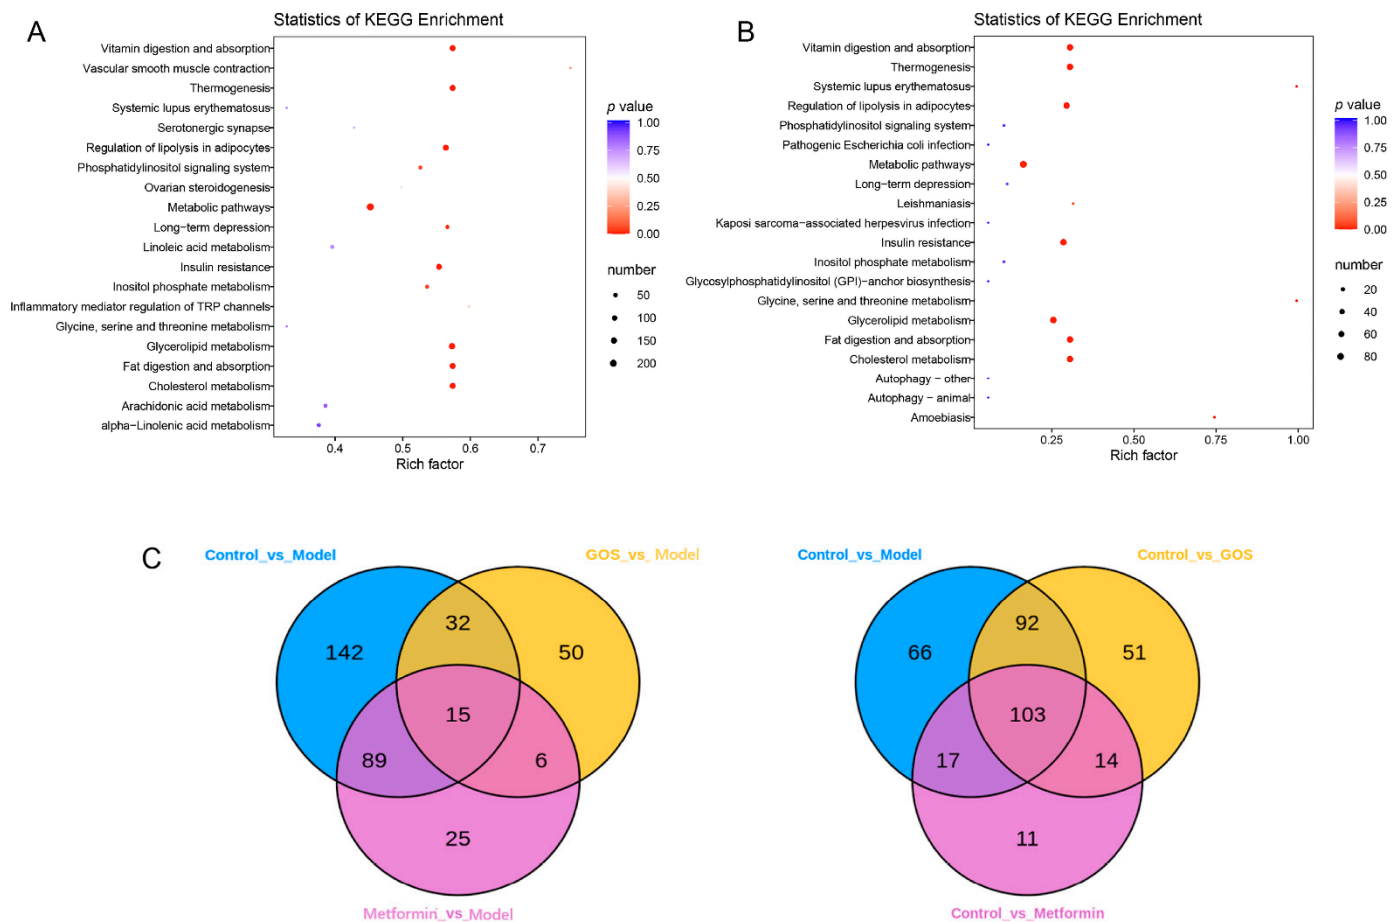 A
Statistics of KEGG Enrichment
Vitamin digestion and absorption
Vascular smooth muscle contraction
Thermogenesis
Systemic lupus erythematosus
Serotonergic synapse
Regulation of lipolysis in adipocytes
Phosphatidylinositol signaling system
Ovarian steroidogenesis
Metabolic pathways
Long−term depression
Linoleic acid metabolism
Insulin resistance
Inositol phosphate metabolism
Inflammatory mediator regulation of TRP channels
Glycine, serine and threonine metabolism
Glycerolipid metabolism
Fat digestion and absorption
Cholesterol metabolism
Arachidonic acid metabolism
alpha−Linolenic acid metabolism
0.4 0.5 0.6 0.7
Rich factor
p value
1.00
0.75
0.50
0.25
0.00
number
50
100
150
200
B
Statistics of KEGG Enrichment
Vitamin digestion and absorption
Thermogenesis
Systemic lupus erythematosus
Regulation of lipolysis in adipocytes
Phosphatidylinositol signaling system
Pathogenic Escherichia coli infection
Metabolic pathways
Long−term depression
Leishmaniasis
Kaposi sarcoma−associated herpesvirus infection
Insulin resistance
Inositol phosphate metabolism
Glycosylphosphatidylinositol (GPI)−anchor biosynthesis
Glycine, serine and threonine metabolism
Glycerolipid metabolism
Fat digestion and absorption
Cholesterol metabolism
Autophagy − other
Autophagy − animal
Amoebiasis
0.25 0.50 0.75 1.00
Rich factor
p value
1.00
0.75
0.50
0.25
0.00
number
20
40
60
80
C
Control_vs_Model
GOS_vs_Model
32
142
50
15
89
6
25
Metformin_vs_Model
Control_vs_Model
Control_vs_GOS
92
66
51
103
17
14
11
Control_vs_Metformin